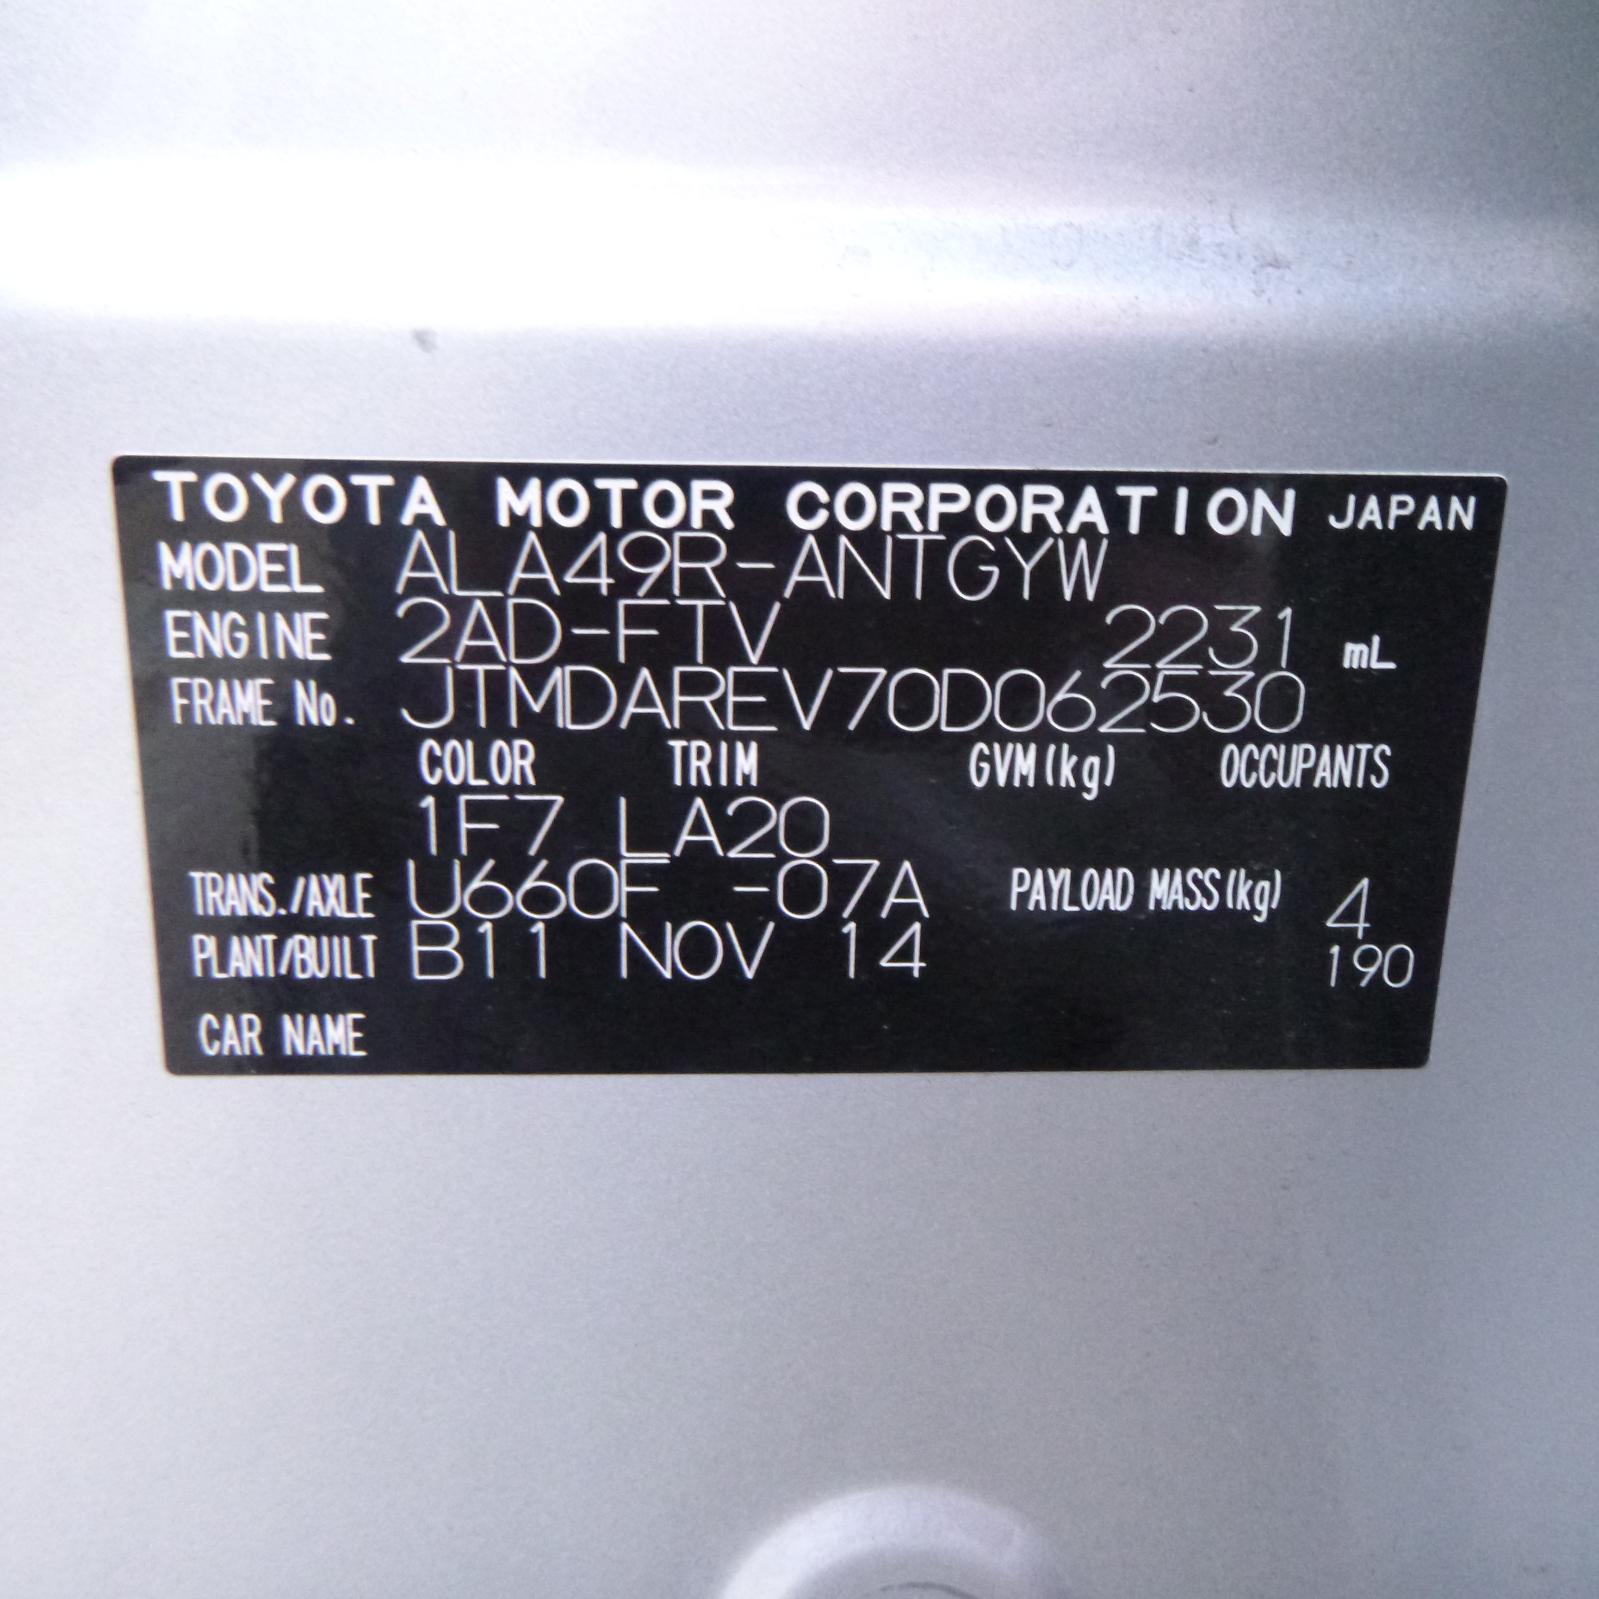 TOYOTA MOTOR CORPORATION JAPAN
MODEL ALA49R-ANTGYW
ENGINE 2AD-FTV 2231 mL
FRAME No. JTMDAREV70D062530
COLOR TRIM GVM(kg) OCCUPANTS
1F7 LA20
TRANS./AXLE U660F -07A PAYLOAD MASS(kg) 4
PLANT/BUILT B11 NOV 14 190
CAR NAME